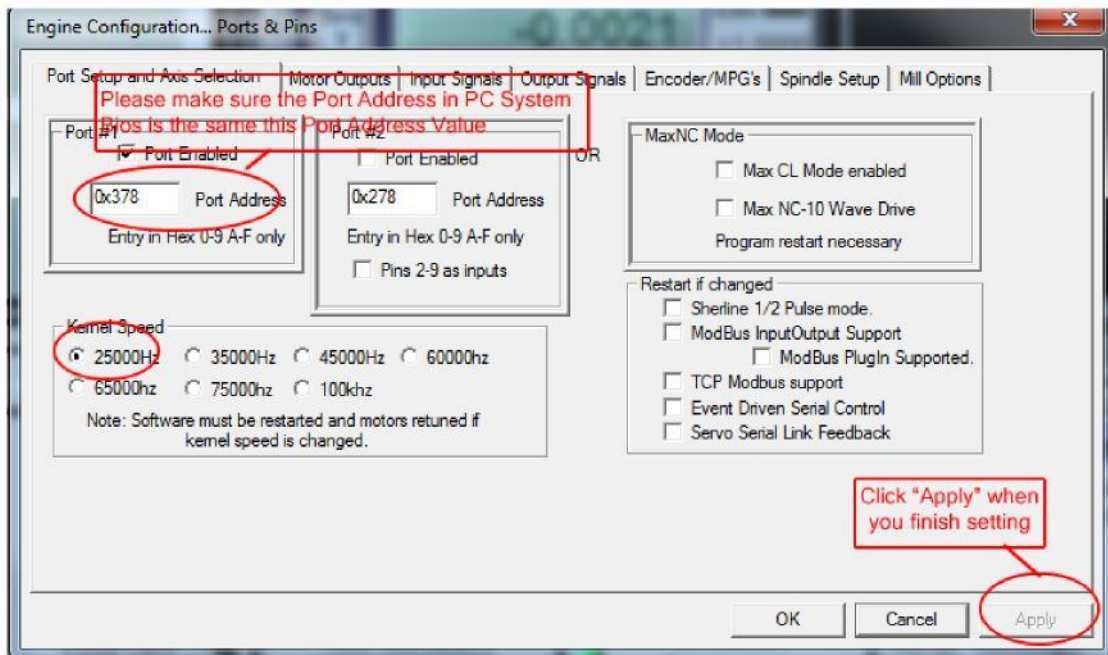 Engine Configuration... Ports & Pins
X
-0.0021
Port Setup and Axis Selection
Motor Outputs
Input Signals
Output Signals
Encoder/MPG's
Spindle Setup
Mill Options
Please make sure the Port Address in PC System
Bios is the same this Port Address Value
Port #1
Port Enabled
0x378
Port Address
Entry in Hex 0-9 A-F only
Port #2
Port Enabled
0x278
Port Address
Entry in Hex 0-9 A-F only
Pins 2-9 as inputs
OR
MaxNC Mode
Max CL Mode enabled
Max NC-10 Wave Drive
Program restart necessary
Restart if changed
Sherline 1/2 Pulse mode.
ModBus InputOutput Support
ModBus PlugIn Supported.
TCP Modbus support
Event Driven Serial Control
Servo Serial Link Feedback
Kernel Speed
25000Hz
35000Hz
45000Hz
60000hz
65000hz
75000hz
100khz
Note: Software must be restarted and motors retuned if
kernel speed is changed.
Click “Apply” when
you finish setting
OK
Cancel
Apply